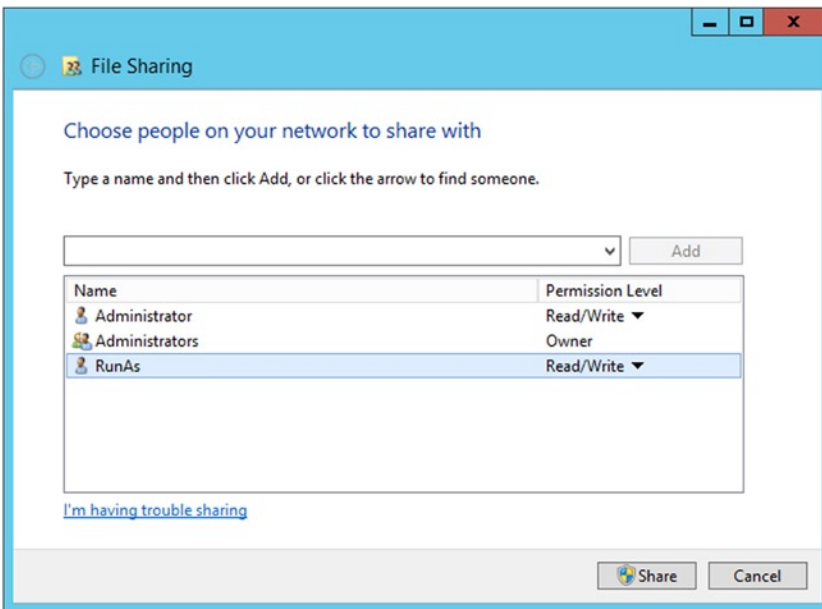 File Sharing
Choose people on your network to share with
Type a name and then click Add, or click the arrow to find someone.
Add
Name Permission Level
Administrator Read/Write
Administrators Owner
RunAs Read/Write
I'm having trouble sharing
Share Cancel